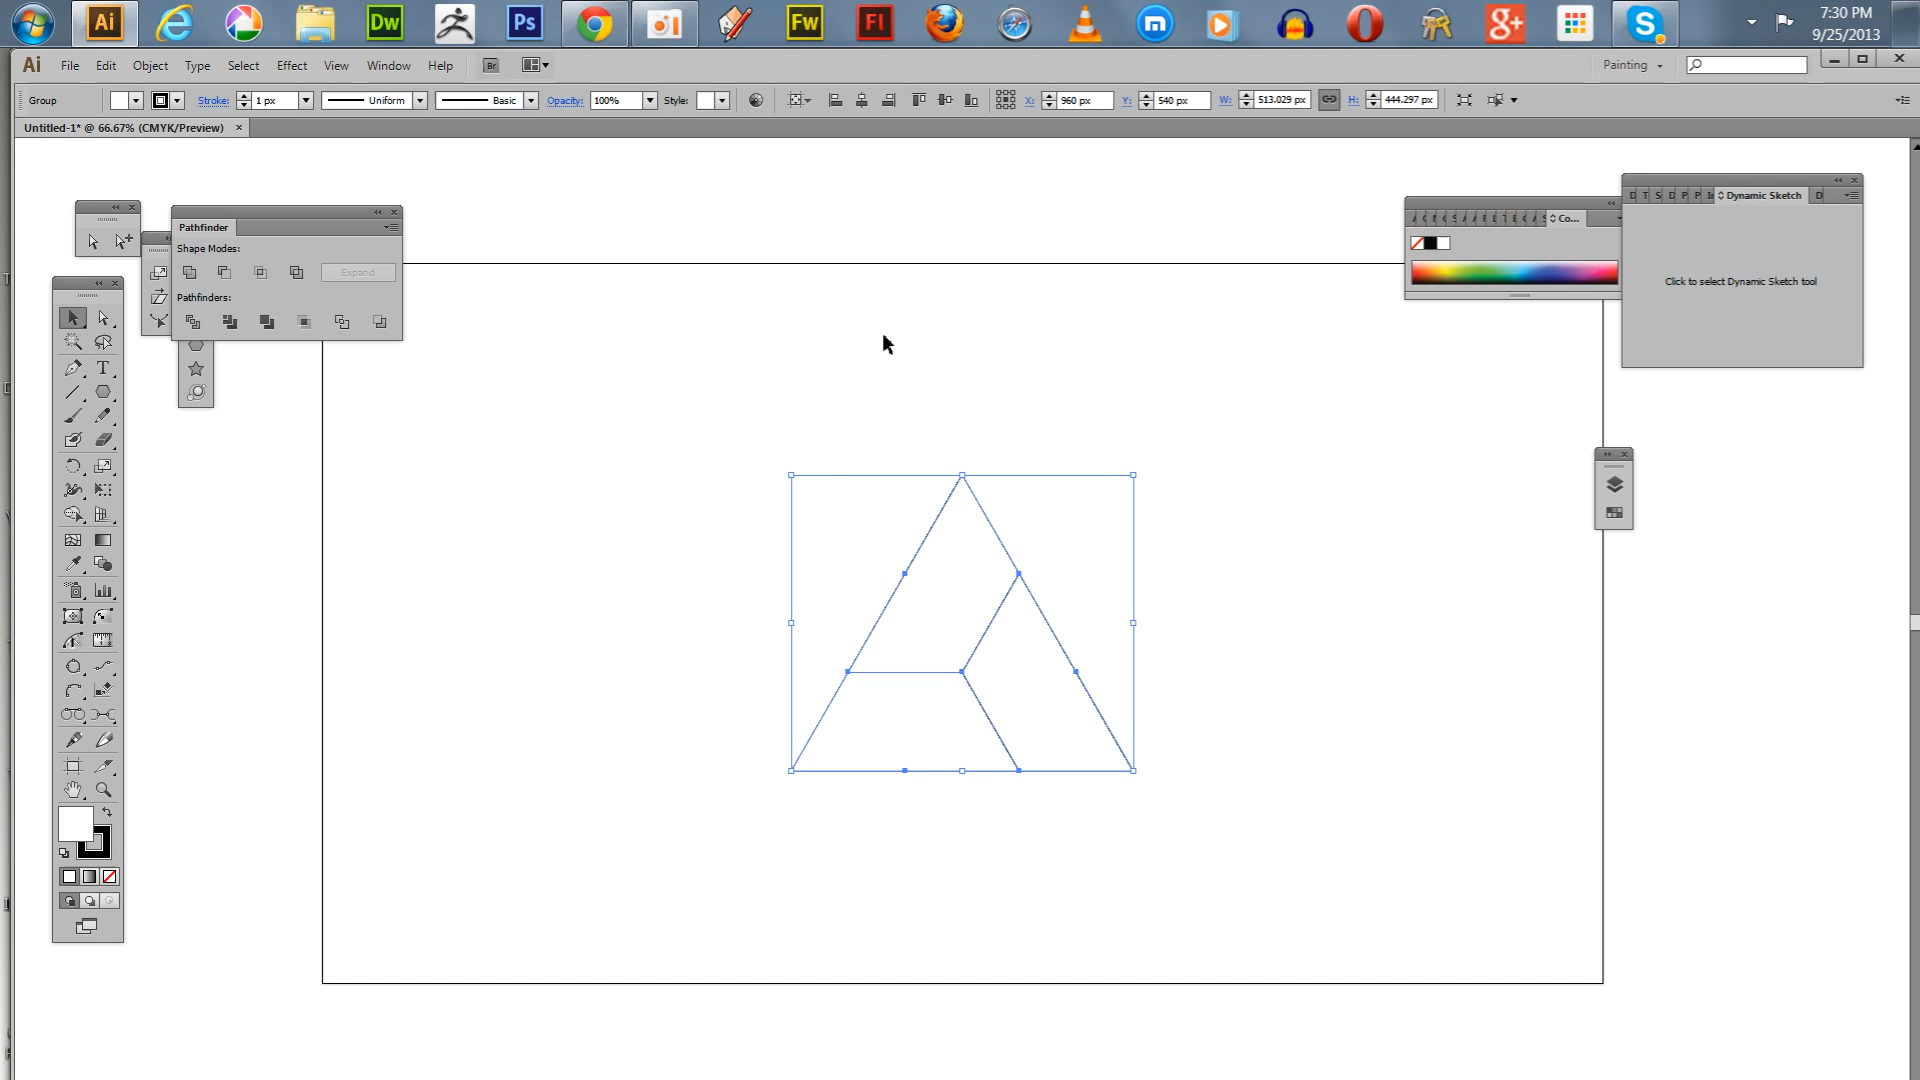 Ai
Dw
Ps
Fw
Fl
m
g+
S
7:30 PM
9/25/2013
Ai File Edit Object Type Select Effect View Window Help Br Painting
Group Stroke: 1 px Uniform Basic Opacity: 100% Style: X: 960 px Y: 540 px W: 513.029 px H: 444.297 px
Untitled-1* @ 66.67% (CMYK/Preview) ×
Pathfinder
Shape Modes:
Expand
Pathfinders:
Co...
D T S D P P Dynamic Sketch D
Click to select Dynamic Sketch tool
T